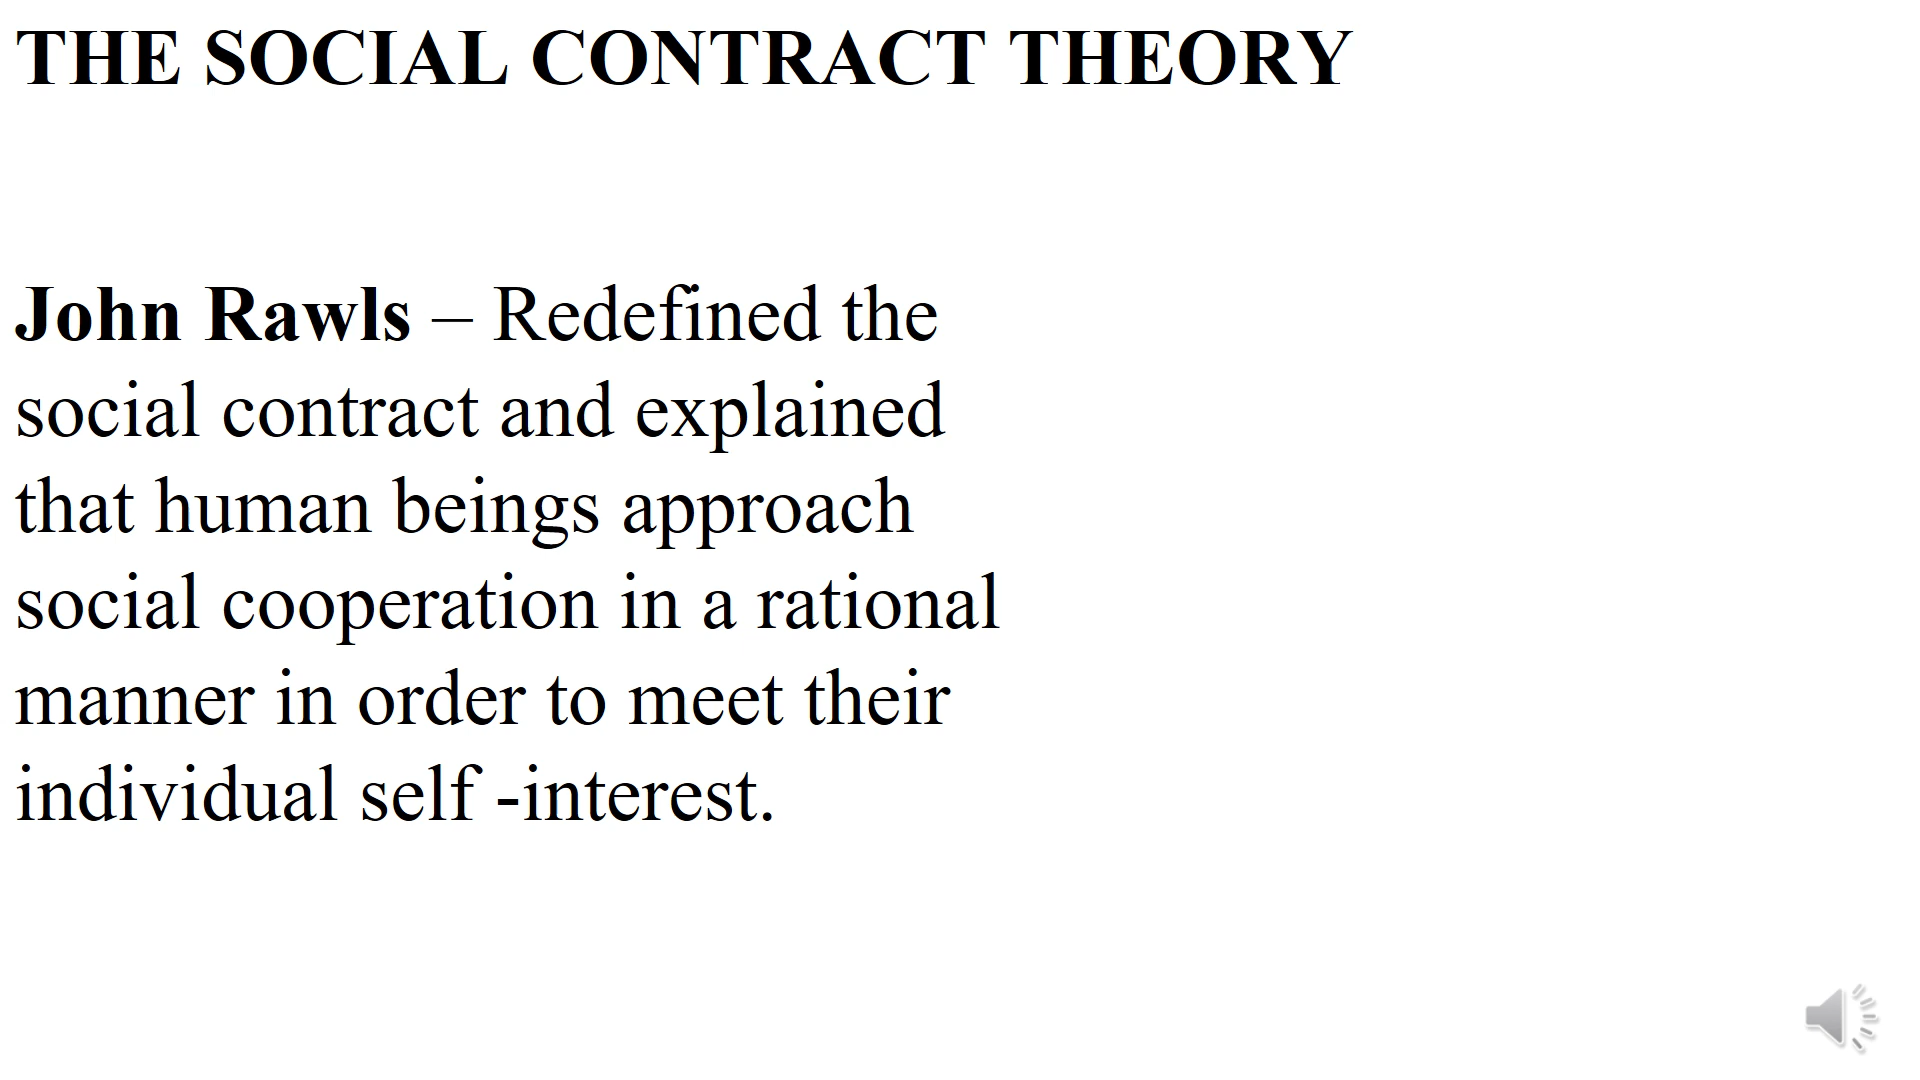 THE SOCIAL CONTRACT THEORY
John Rawls – Redefined the
social contract and explained
that human beings approach
social cooperation in a rational
manner in order to meet their
individual self -interest.